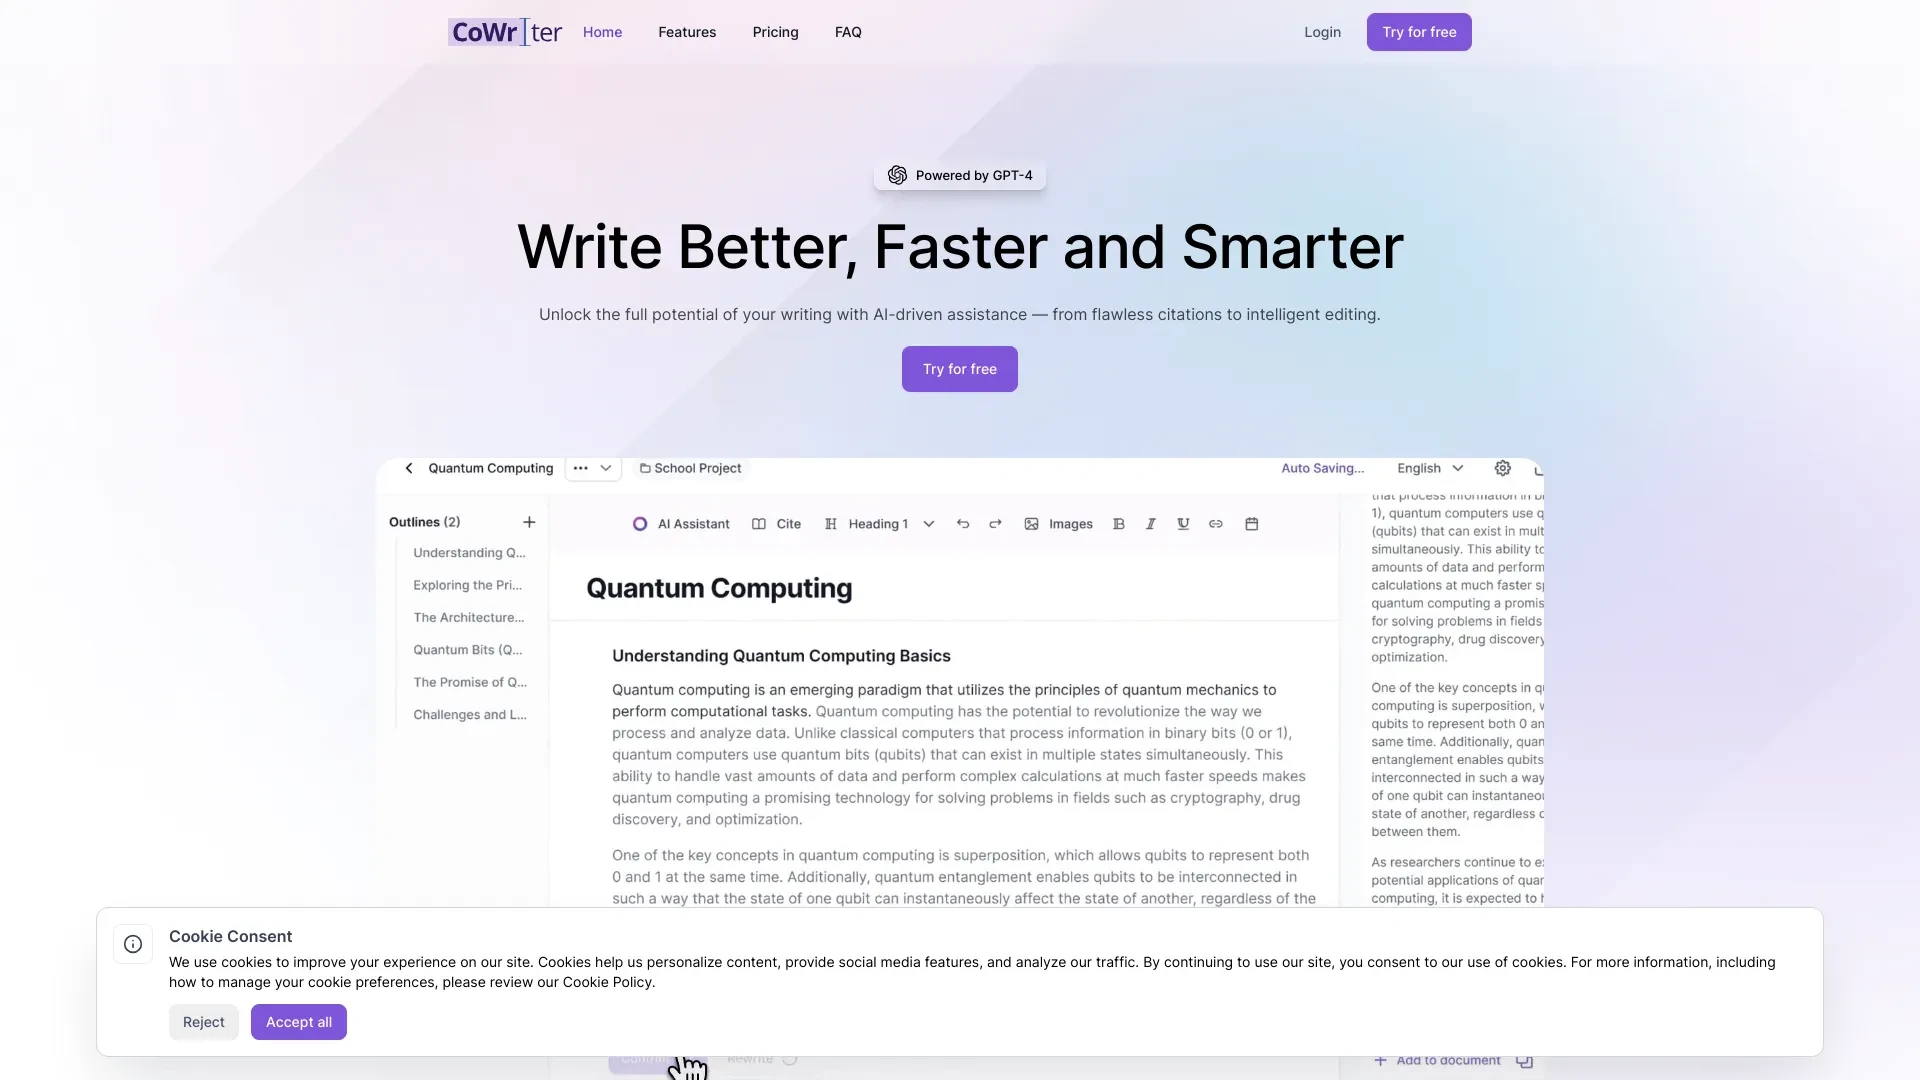 CoWriter
Home
Features
Pricing
FAQ
Login
Try for free
Powered by GPT-4
Write Better, Faster and Smarter
Unlock the full potential of your writing with AI-driven assistance — from flawless citations to intelligent editing.
Try for free
Quantum Computing
School Project
Auto Saving...
English
Outlines (2)
Understanding Q...
Exploring the Pri...
The Architecture...
Quantum Bits (Q...
The Promise of Q...
Challenges and L...
AI Assistant
Cite
Heading 1
Images
Quantum Computing
Understanding Quantum Computing Basics
Quantum computing is an emerging paradigm that utilizes the principles of quantum mechanics to
perform computational tasks. Quantum computing has the potential to revolutionize the way we
process and analyze data. Unlike classical computers that process information in binary bits (0 or 1),
quantum computers use quantum bits (qubits) that can exist in multiple states simultaneously. This
ability to handle vast amounts of data and perform complex calculations at much faster speeds makes
quantum computing a promising technology for solving problems in fields such as cryptography, drug
discovery, and optimization.
One of the key concepts in quantum computing is superposition, which allows qubits to represent both
0 and 1 at the same time. Additionally, quantum entanglement enables qubits to be interconnected in
such a way that the state of one qubit can instantaneously affect the state of another, regardless of the
that process information in
1), quantum computers use
(qubits) that can exist in
simultaneously. This ability
amounts of data and perform
calculations at much faster
quantum computing a
for solving problems in fields
cryptography, drug discovery
optimization.
One of the key concepts in
computing is superposition,
qubits to represent both 0
same time. Additionally,
entanglement enables qubits
interconnected in such a way
of one qubit can
state of another, regardless
between them.
As researchers continue to
potential applications of
computing, it is expected to
Cookie Consent
We use cookies to improve your experience on our site. Cookies help us personalize content, provide social media features, and analyze our traffic. By continuing to use our site, you consent to our use of cookies. For more information, including
how to manage your cookie preferences, please review our Cookie Policy.
Reject
Accept all
Rewrite
Add to document